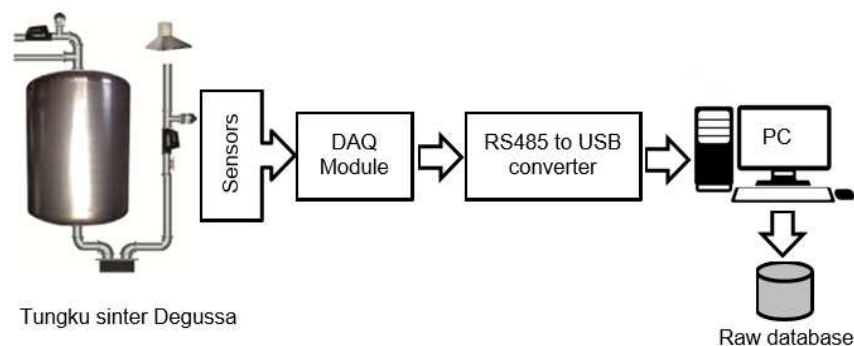 Sensors
DAQ
Module
RS485 to USB
converter
PC
Tungku sinter Degussa
Raw database